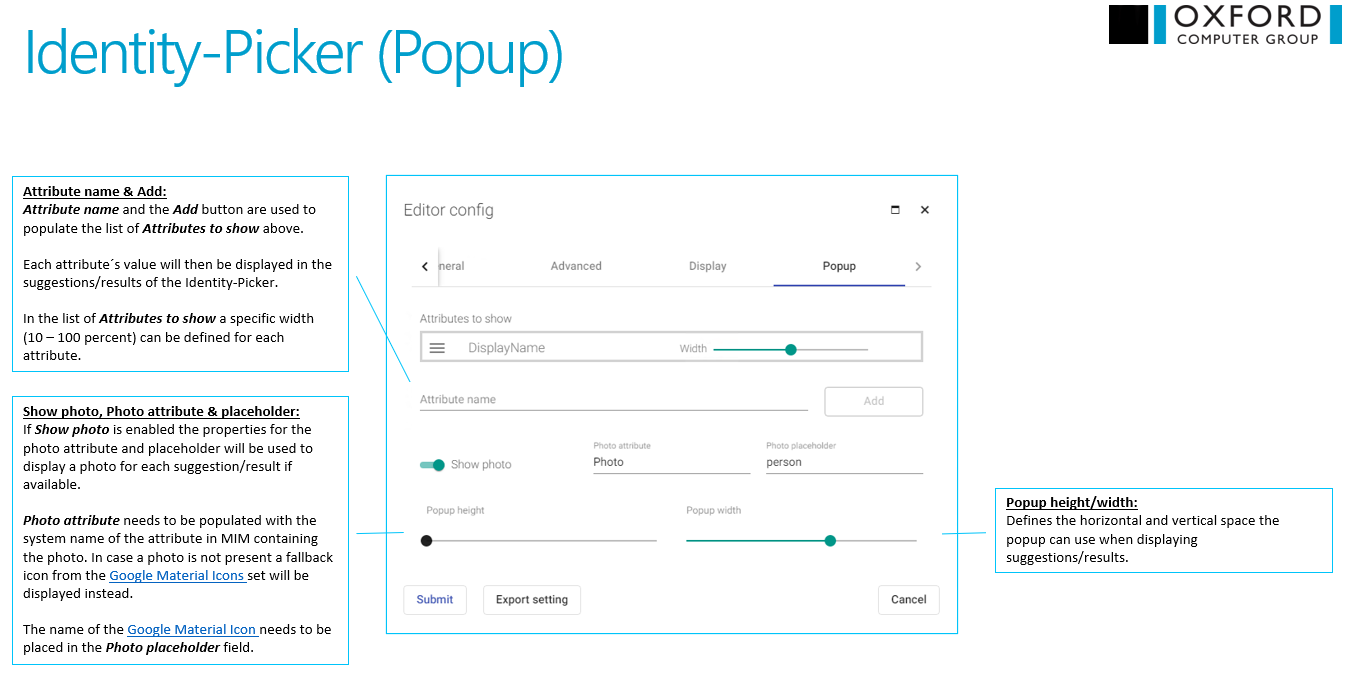 Identity-Picker (Popup)
OXFORD
COMPUTER GROUP
Attribute name & Add:
Attribute name and the Add button are used to
populate the list of Attributes to show above.
Each attribute´s value will then be displayed in the
suggestions/results of the Identity-Picker.
In the list of Attributes to show a specific width
(10 – 100 percent) can be defined for each
attribute.
Show photo, Photo attribute & placeholder:
If Show photo is enabled the properties for the
photo attribute and placeholder will be used to
display a photo for each suggestion/result if
available.
Photo attribute needs to be populated with the
system name of the attribute in MIM containing
the photo. In case a photo is not present a fallback
icon from the Google Material Icons set will be
displayed instead.
The name of the Google Material Icon needs to be
placed in the Photo placeholder field.
Editor config
neral Advanced Display Popup
Attributes to show
DisplayName Width
Attribute name Add
Photo attribute Photo placeholder
Show photo Photo person
Popup height Popup width
Submit Export setting Cancel
Popup height/width:
Defines the horizontal and vertical space the
popup can use when displaying
suggestions/results.